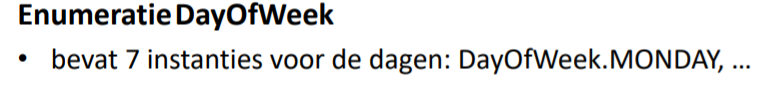 Enumeratie DayOfWeek
• bevat 7 instanties voor de dagen: DayOfWeek.MONDAY, …